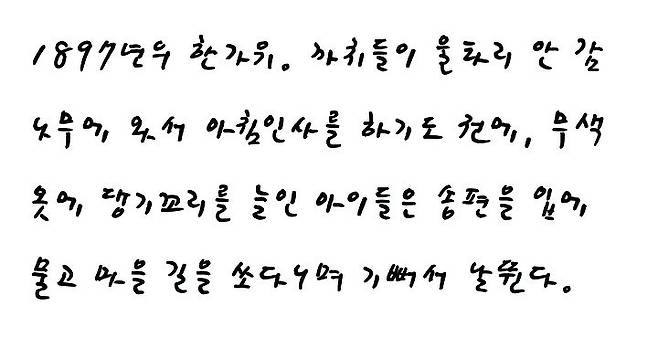 1897년의 한가위. 까치들이 울타리 안 감
나무에 와서 아침인사를 하기도 전에, 무색
옷에 댕기꼬리를 늘인 아이들은 송편을 입에
물고 마을 길을 쏘다니며 기뻐서 날뛴다.